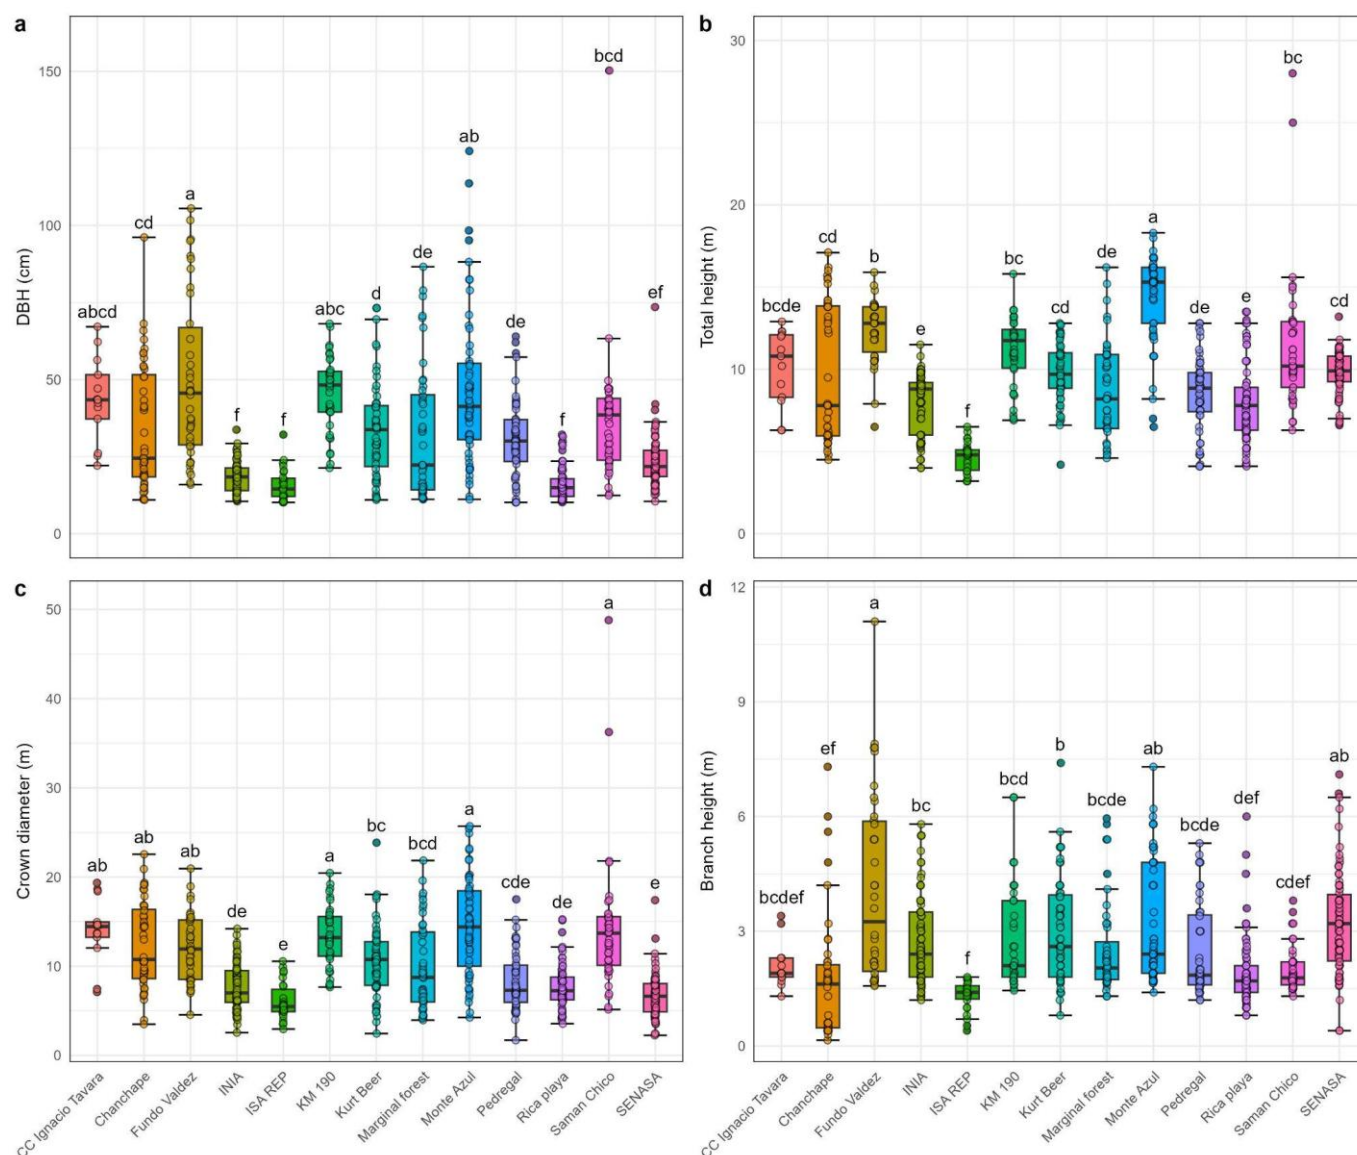 a
DBH (cm)
150
100
50
0
abcd
cd
a
f
f
abc
d
de
ab
de
f
bcd
ef
b
Total height (m)
30
20
10
0
bcde
cd
b
e
f
bc
cd
de
a
de
e
bc
cd
c
Crown diameter (m)
50
40
30
20
10
0
ab
ab
ab
de
e
a
bc
bcd
a
cde
de
a
e
CC Ignacio Tavara
Chanchape
Fundo Valdez
INIA
ISA REP
KM 190
Kurt Beer
Marginal forest
Monte Azul
Pedregal
Rica playa
Saman Chico
SENASA
d
Branch height (m)
12
9
6
3
0
bcdef
ef
a
bc
f
bcd
b
bcde
ab
bcde
def
cdef
ab
CC Ignacio Tavara
Chanchape
Fundo Valdez
INIA
ISA REP
KM 190
Kurt Beer
Marginal forest
Monte Azul
Pedregal
Rica playa
Saman Chico
SENASA